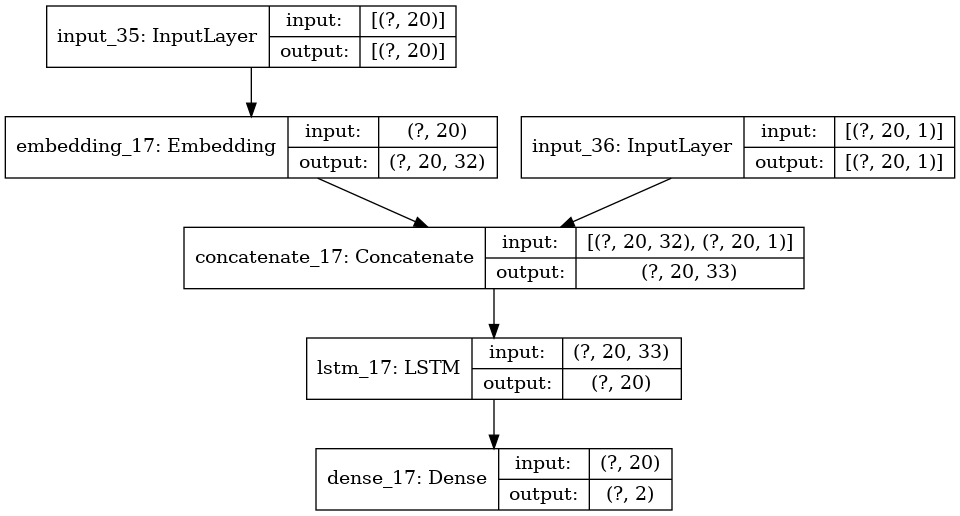 input_35: InputLayer
input: [(?, 20)]
output: [(?, 20)]
embedding_17: Embedding
input: (?, 20)
output: (?, 20, 32)
input_36: InputLayer
input: [(?, 20, 1)]
output: [(?, 20, 1)]
concatenate_17: Concatenate
input: [(?, 20, 32), (?, 20, 1)]
output: (?, 20, 33)
lstm_17: LSTM
input: (?, 20, 33)
output: (?, 20)
dense_17: Dense
input: (?, 20)
output: (?, 2)